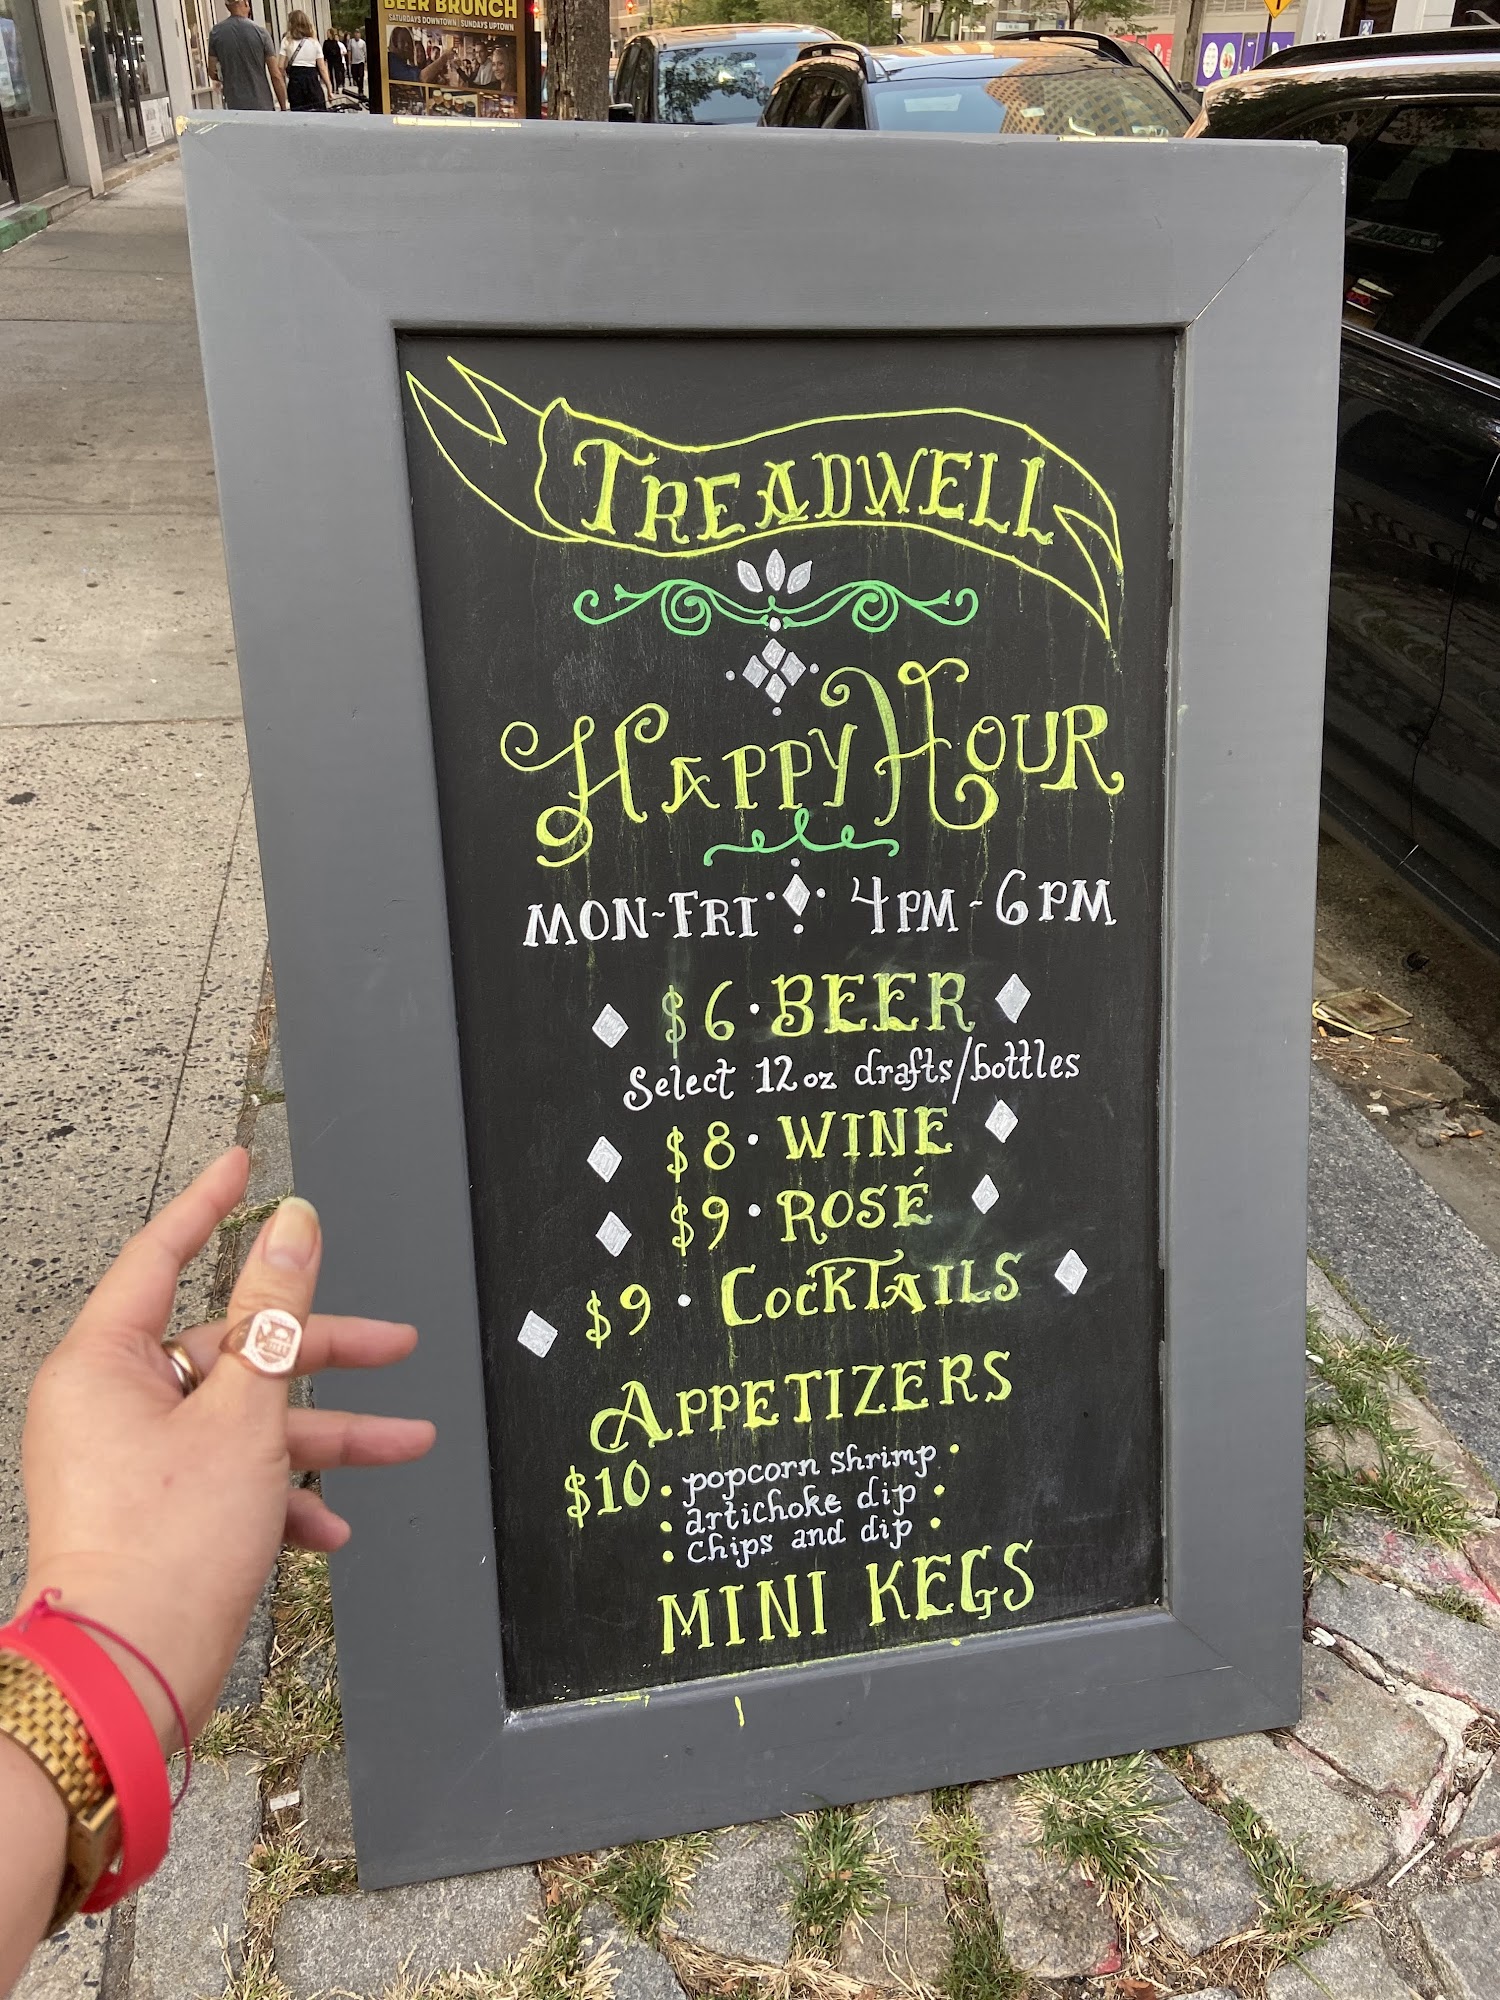 BEER BRUNCH
SATURDAYS DOWNTOWN | SUNDAYS UPTOWN
TREADWELL
HAPPY HOUR
MON-FRI 4PM - 6PM
$6 • BEER
Select 12oz drafts/bottles
$8 • WINE
$9 • ROSÉ
$9 • COCKTAILS
APPETIZERS
$10 • popcorn shrimp •
• artichoke dip •
• Chips and dip •
MINI KEGS